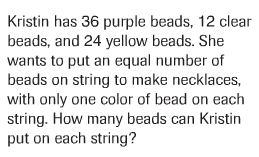 Kristin has 36 purple beads, 12 clear
beads, and 24 yellow beads. She
wants to put an equal number of
beads on string to make necklaces,
with only one color of bead on each
string. How many beads can Kristin
put on each string?